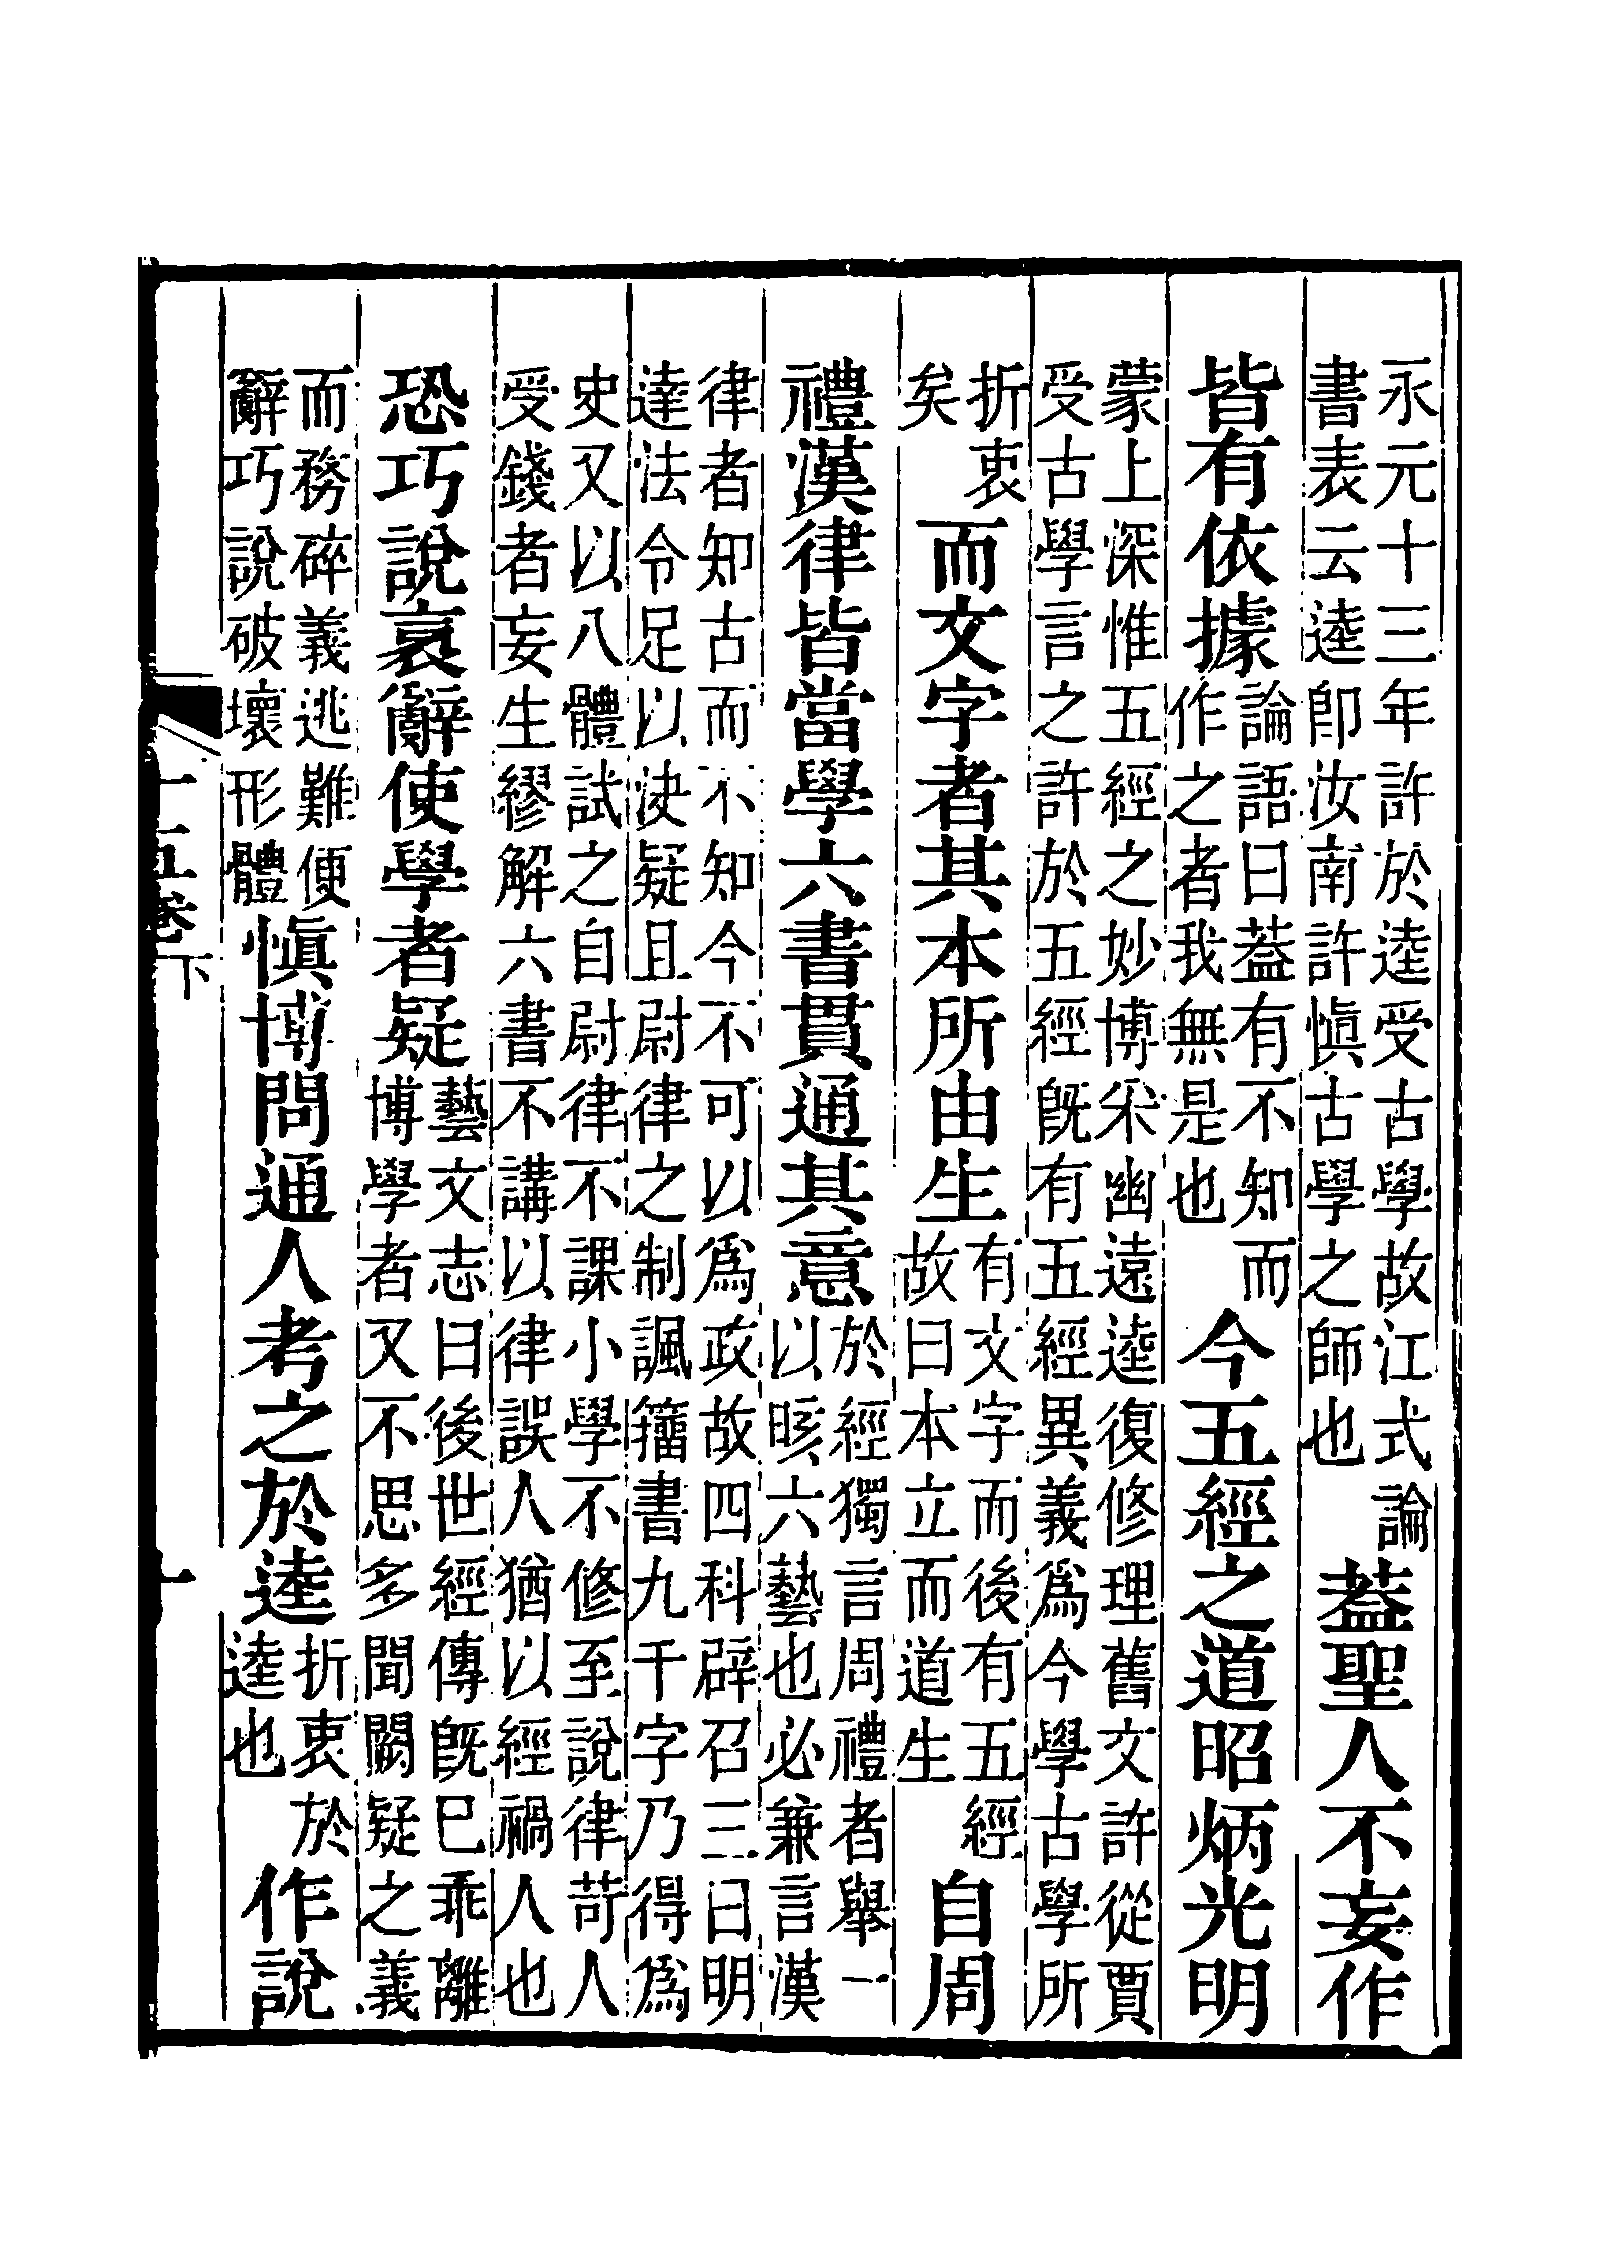 永元十三年許於逵受古學故江式論書表云逵卽汝南許愼古學之師也葢聖人不妄作
皆有依據論語曰葢有不知而作之者我無是也今五經之道昭炳光明
蒙上深惟五經之妙博采幽遠逵復修理舊文許從賈受古學言之許於五經旣有五經異義爲今學古學所
折衷矣而文字者其本所由生有文字而後有五經故曰本立而道生自周
禮漢律皆當學六書貫通其意於經獨言周禮者舉一以晐六藝也必兼言漢
律者知古而不知今不可以爲政故四科辟召三曰明達法令足以決疑且尉律之制諷籒書九千字乃得爲
史又以八體試之自尉律不課小學不修至說律苛人受錢者妄生繆解六書不講以律誤人猶以經禍人也
恐巧說衺辭使學者疑藝文志曰後世經傳旣已乖離博學者又不思多聞闕疑之義
而務碎義逃難便辭巧說破壞形體愼博問通人考之於逵折衷於逵也作說
十五卷下
十